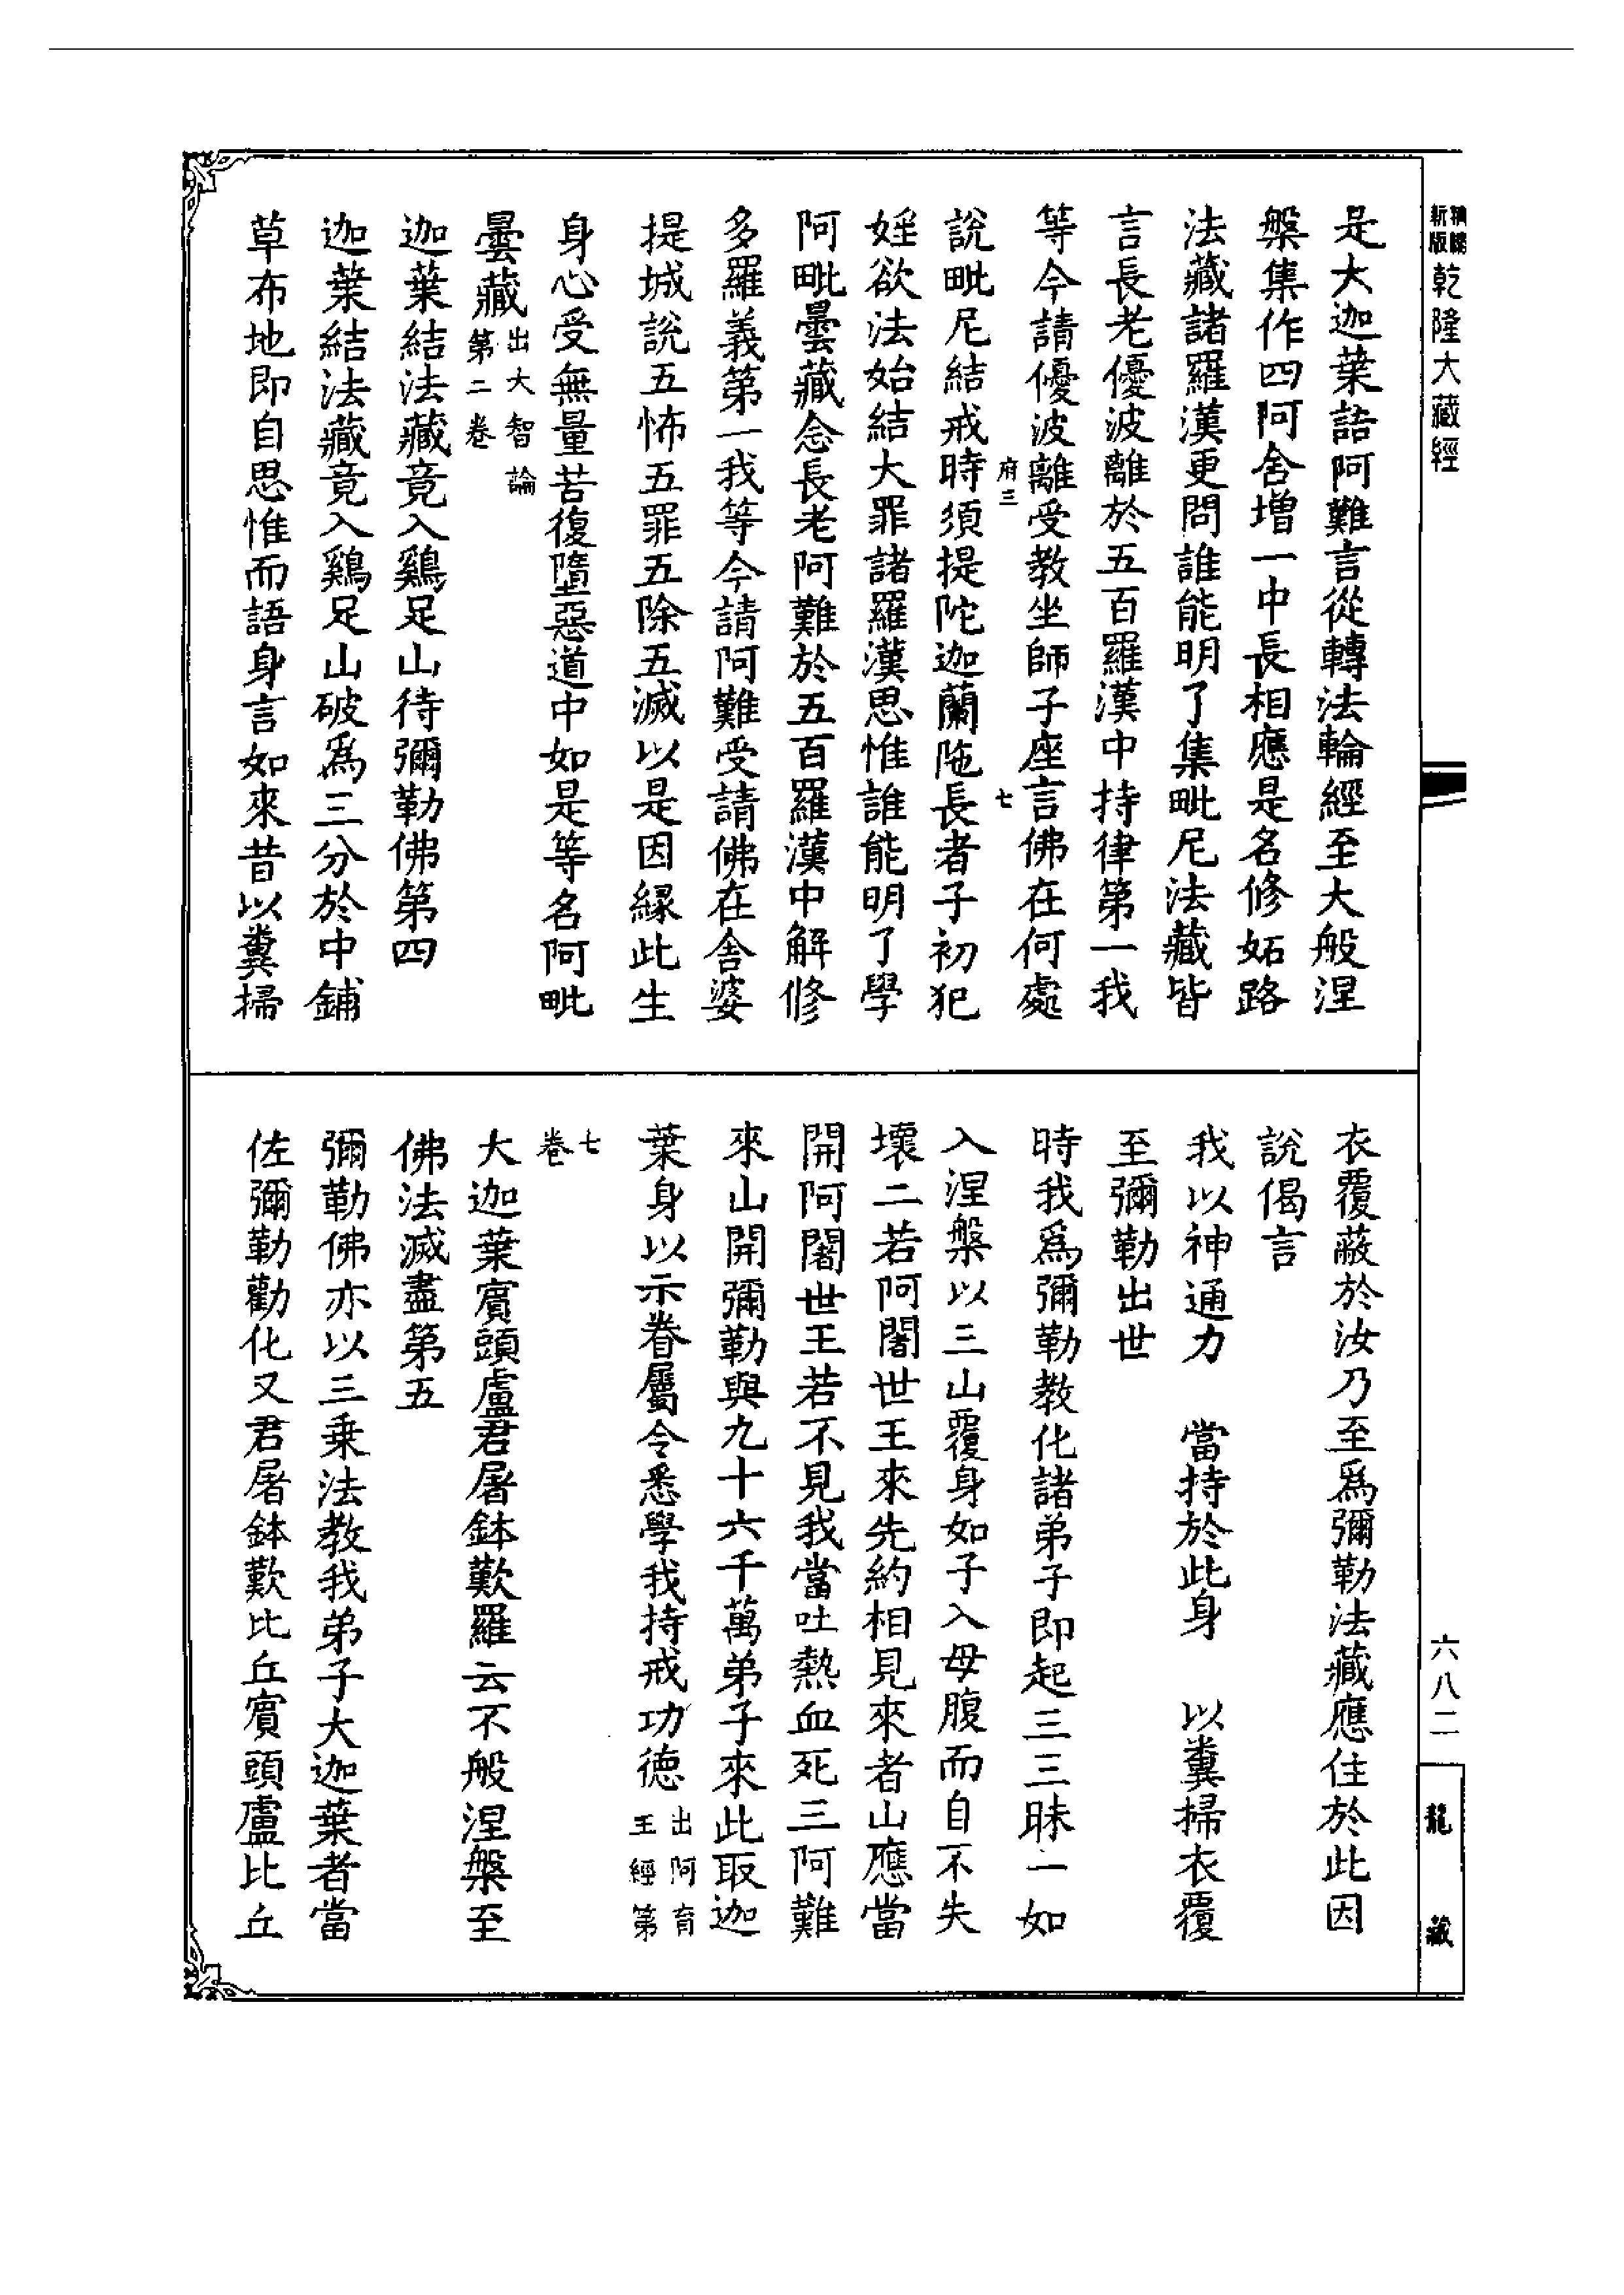 精縮新版乾隆大藏經
是大迦葉語阿難言從轉法輪經至大般涅
槃集作四阿含增一中長相應是名修妬路
法藏諸羅漢更問誰能明了集毗尼法藏皆
言長老優波離於五百羅漢中持律第一我
等今請優波離受教坐師子座言佛在何處
府三 七
說毗尼結戒時須提陀迦蘭陁長者子初犯
婬欲法始結大罪諸羅漢思惟誰能明了學
阿毗曇藏念長老阿難於五百羅漢中解修
多羅義第一我等今請阿難受請佛在舍婆
提城說五怖五罪五除五滅以是因緣此生
身心受無量苦復墮惡道中如是等名阿毗
曇藏出大智論第二卷
迦葉結法藏竟入鷄足山待彌勒佛第四
迦葉結法藏竟入鷄足山破爲三分於中鋪
草布地即自思惟而語身言如來昔以糞掃
衣覆蔽於汝乃至爲彌勒法藏應住於此因
說偈言
我以神通力 當持於此身 以糞掃衣覆
至彌勒出世
時我爲彌勒教化諸弟子即起三三昧一如
入涅槃以三山覆身如子入母腹而自不失
壞二若阿闍世王來先約相見來者山應當
開阿闍世王若不見我當吐熱血死三阿難
來山開彌勒與九十六千萬弟子來此取迦
葉身以示眷屬令悉學我持戒功德出阿育王經第
七卷
大迦葉賓頭盧君屠鉢歎羅云不般涅槃至
佛法滅盡第五
彌勒佛亦以三乘法教我弟子大迦葉者當
佐彌勒勸化又君屠鉢歎比丘賓頭盧比丘
六八二
龍藏